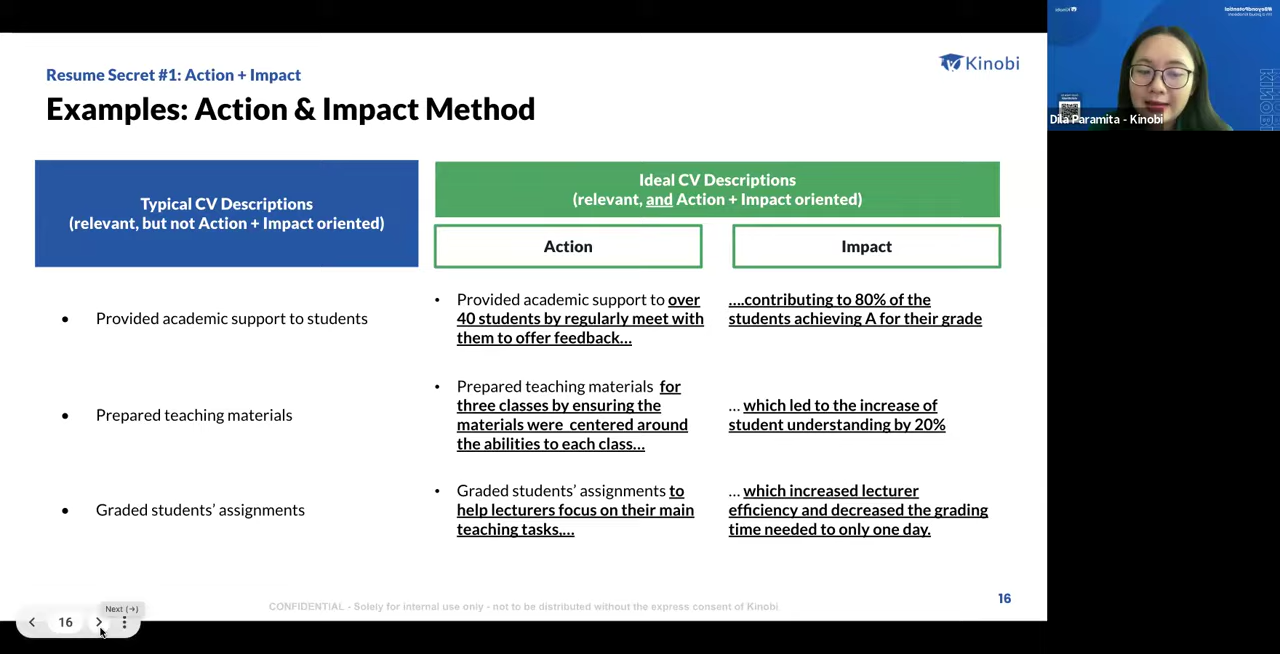 Resume Secret #1: Action + Impact
Kinobi
Examples: Action & Impact Method
Typical CV Descriptions
(relevant, but not Action + Impact oriented)
Ideal CV Descriptions
(relevant, and Action + Impact oriented)
Action
Impact
• Provided academic support to students
• Provided academic support to over
40 students by regularly meet with
them to offer feedback...
....contributing to 80% of the
students achieving A for their grade
• Prepared teaching materials
• Prepared teaching materials for
three classes by ensuring the
materials were centered around
the abilities to each class...
... which led to the increase of
student understanding by 20%
• Graded students’ assignments
• Graded students’ assignments to
help lecturers focus on their main
teaching tasks,...
... which increased lecturer
efficiency and decreased the grading
time needed to only one day.
CONFIDENTIAL - Solely for internal use only - not to be distributed without the express consent of Kinobi
16
Next (→)
16
Dila Paramita - Kinobi
KINOBI